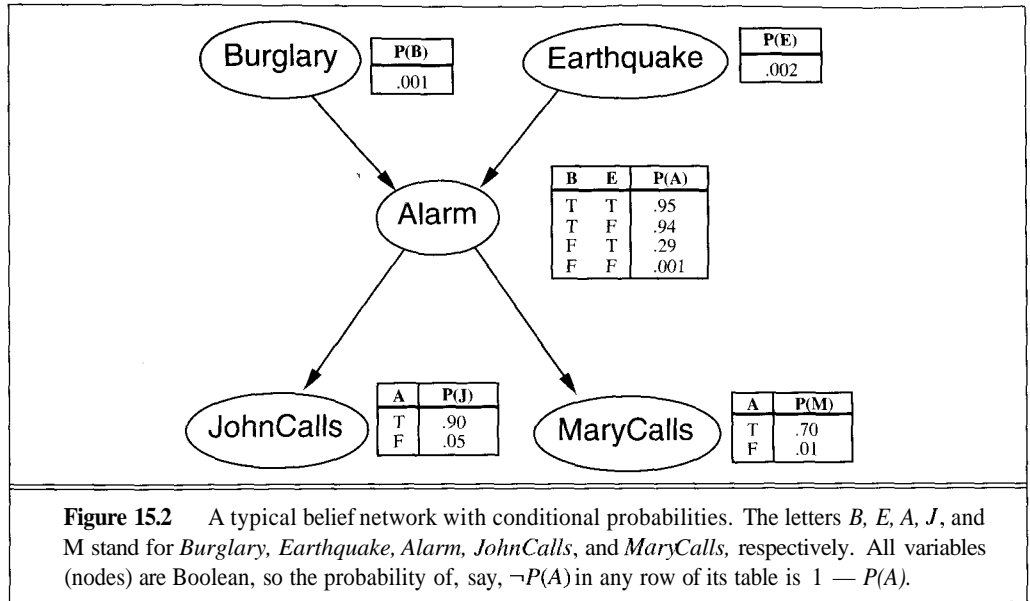 Burglary
P(B)
.001
Earthquake
P(E)
.002
Alarm
B E P(A)
T T .95
T F .94
F T .29
F F .001
JohnCalls
A P(J)
T .90
F .05
MaryCalls
A P(M)
T .70
F .01
Figure 15.2 A typical belief network with conditional probabilities. The letters B, E, A, J, and
M stand for Burglary, Earthquake, Alarm, JohnCalls, and MaryCalls, respectively. All variables
(nodes) are Boolean, so the probability of, say, ¬P(A) in any row of its table is 1 — P(A).